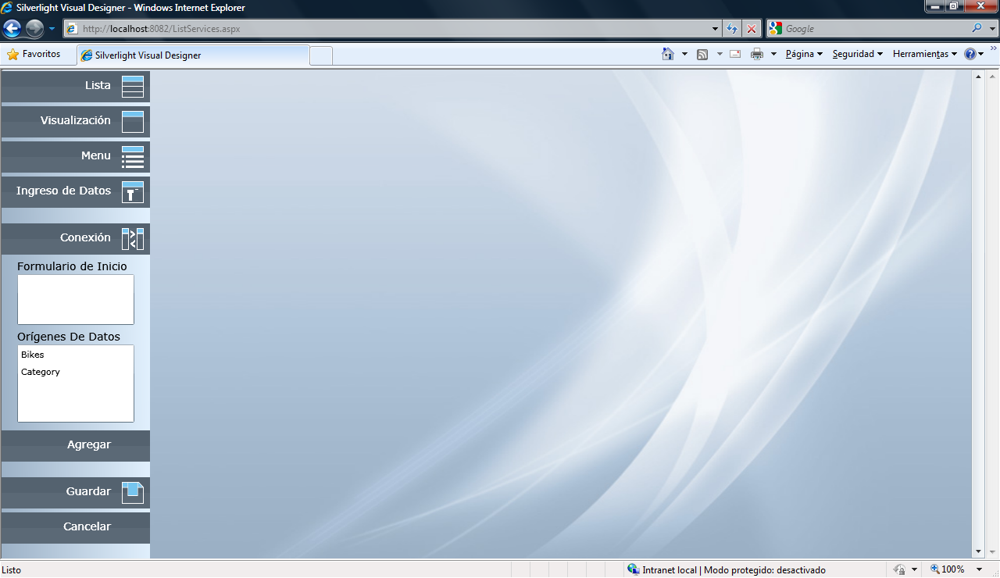 Silverlight Visual Designer - Windows Internet Explorer
http://localhost:8082/ListServices.aspx
Google
Favoritos
Silverlight Visual Designer
Página
Seguridad
Herramientas
Lista
Visualización
Menu
Ingreso de Datos
Conexión
Formulario de Inicio
Orígenes De Datos
Bikes
Category
Agregar
Guardar
Cancelar
Listo
Intranet local | Modo protegido: desactivado
100%